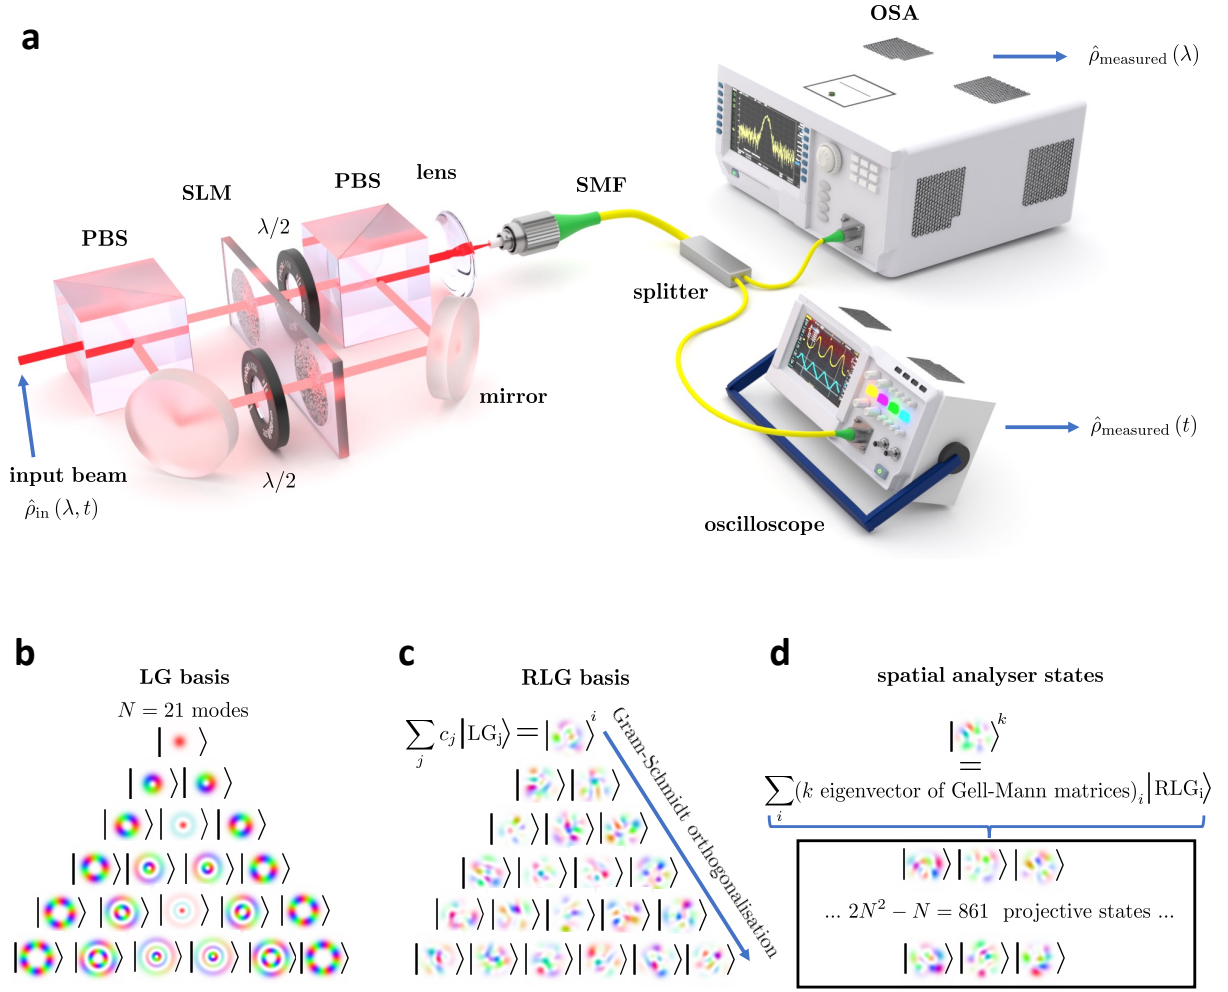 a
OSA
ρ̂measured (λ)
PBS
SLM
λ/2
PBS
lens
SMF
splitter
mirror
λ/2
input beam
ρ̂in (λ, t)
ρ̂measured (t)
oscilloscope
b
LG basis
N = 21 modes
c
RLG basis
∑j cj |LGj⟩ = | ⟩i
Gram-Schmidt orthogonalisation
d
spatial analyser states
| ⟩k
=
∑i (k eigenvector of Gell-Mann matrices)i |RLGi⟩
... 2N² − N = 861 projective states ...